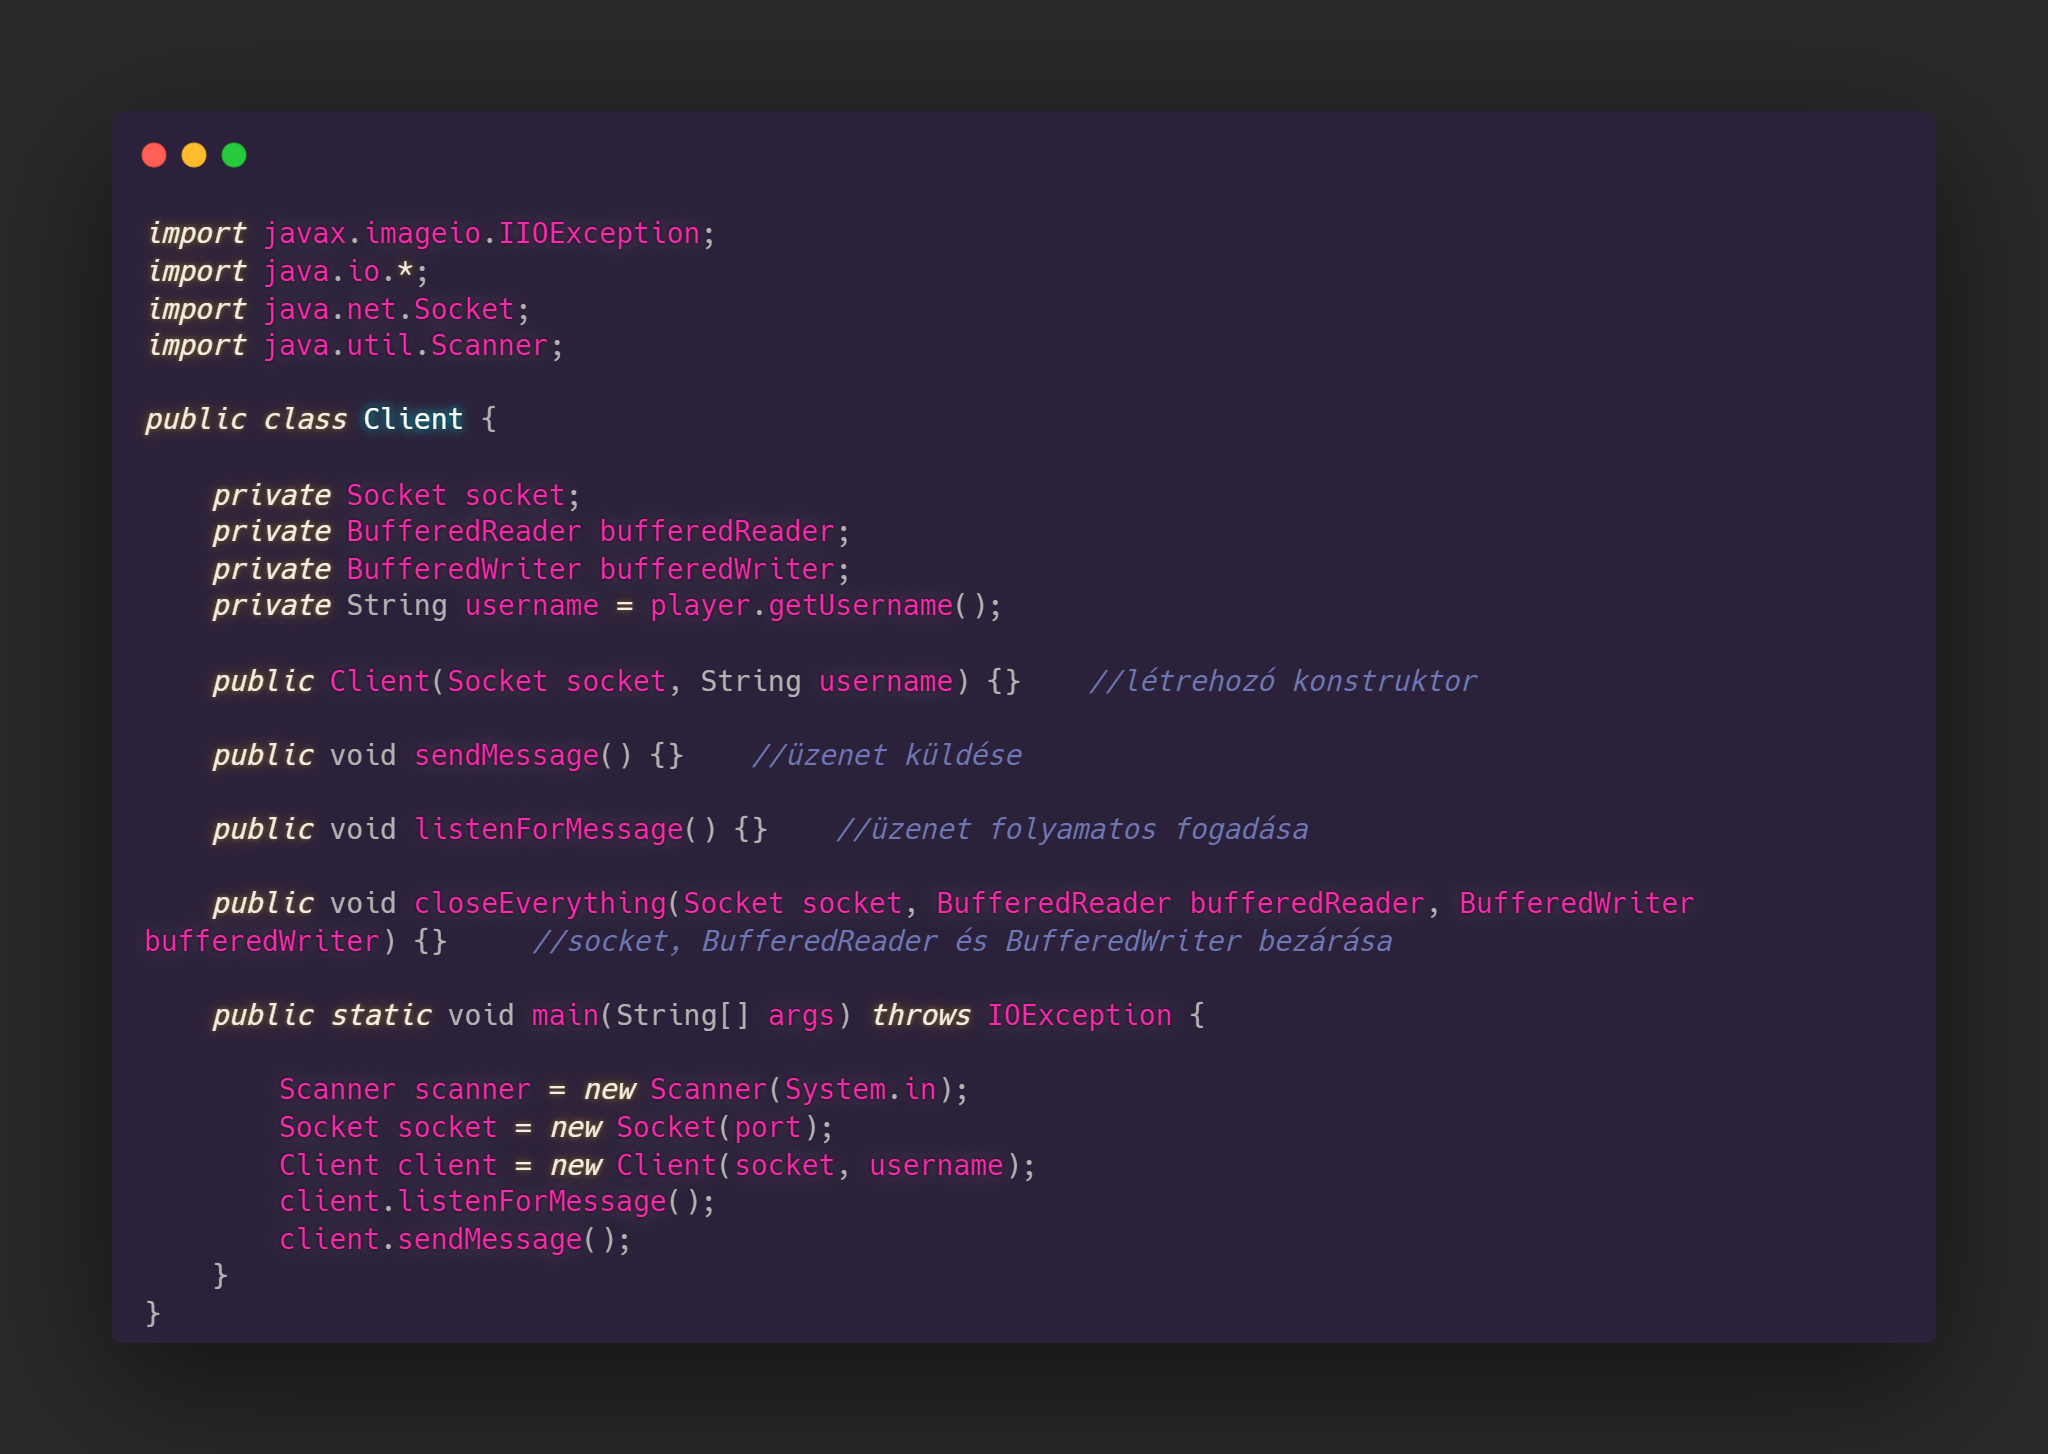 import javax.imageio.IIOException;
import java.io.*;
import java.net.Socket;
import java.util.Scanner;

public class Client {

    private Socket socket;
    private BufferedReader bufferedReader;
    private BufferedWriter bufferedWriter;
    private String username = player.getUsername();

    public Client(Socket socket, String username) {}    //létrehozó konstruktor

    public void sendMessage() {}    //üzenet küldése

    public void listenForMessage() {}    //üzenet folyamatos fogadása

    public void closeEverything(Socket socket, BufferedReader bufferedReader, BufferedWriter
bufferedWriter) {}     //socket, BufferedReader és BufferedWriter bezárása

    public static void main(String[] args) throws IOException {

        Scanner scanner = new Scanner(System.in);
        Socket socket = new Socket(port);
        Client client = new Client(socket, username);
        client.listenForMessage();
        client.sendMessage();
    }
}